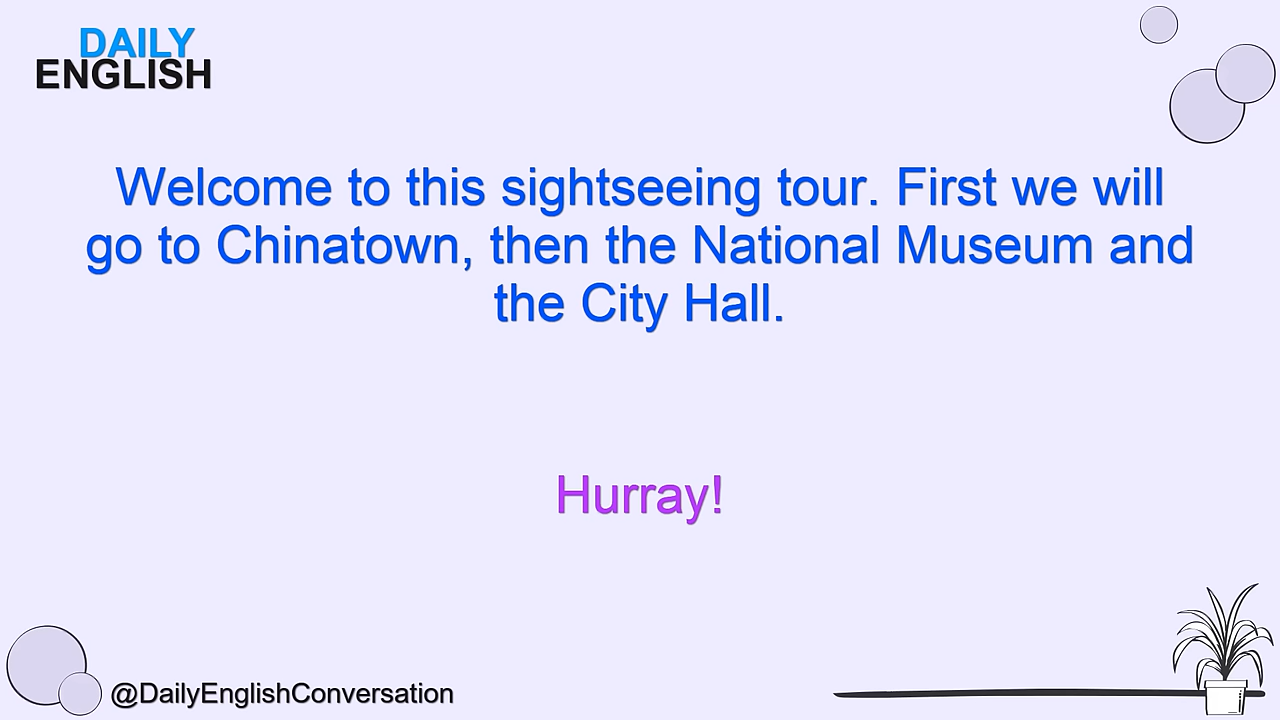 DAILY
ENGLISH
Welcome to this sightseeing tour. First we will
go to Chinatown, then the National Museum and
the City Hall.
Hurray!
@DailyEnglishConversation